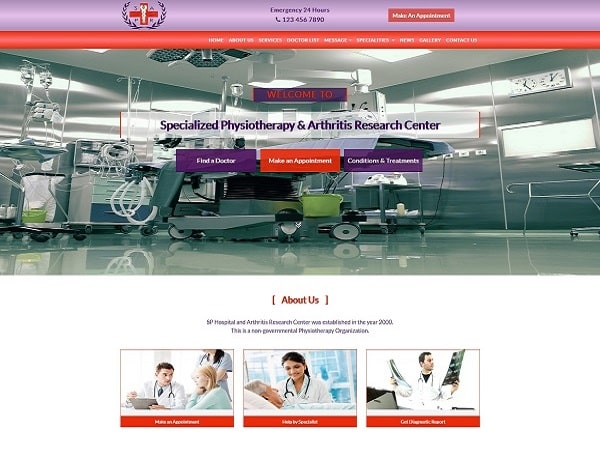 Emergency 24 Hours
123 456 7890
Make An Appointment
HOME ABOUT US SERVICES DOCTOR LIST MESSAGE SPECIALITIES NEWS GALLERY CONTACT US
WELCOME TO
Specialized Physiotherapy & Arthritis Research Center
Find a Doctor
Make an Appointment
Conditions & Treatments
[ About Us ]
SP Hospital and Arthritis Research Center was established in the year 2000.
This is a non-governmental Physiotherapy Organization.
Make an Appointment
Help by Specialist
Get Diagnostic Report